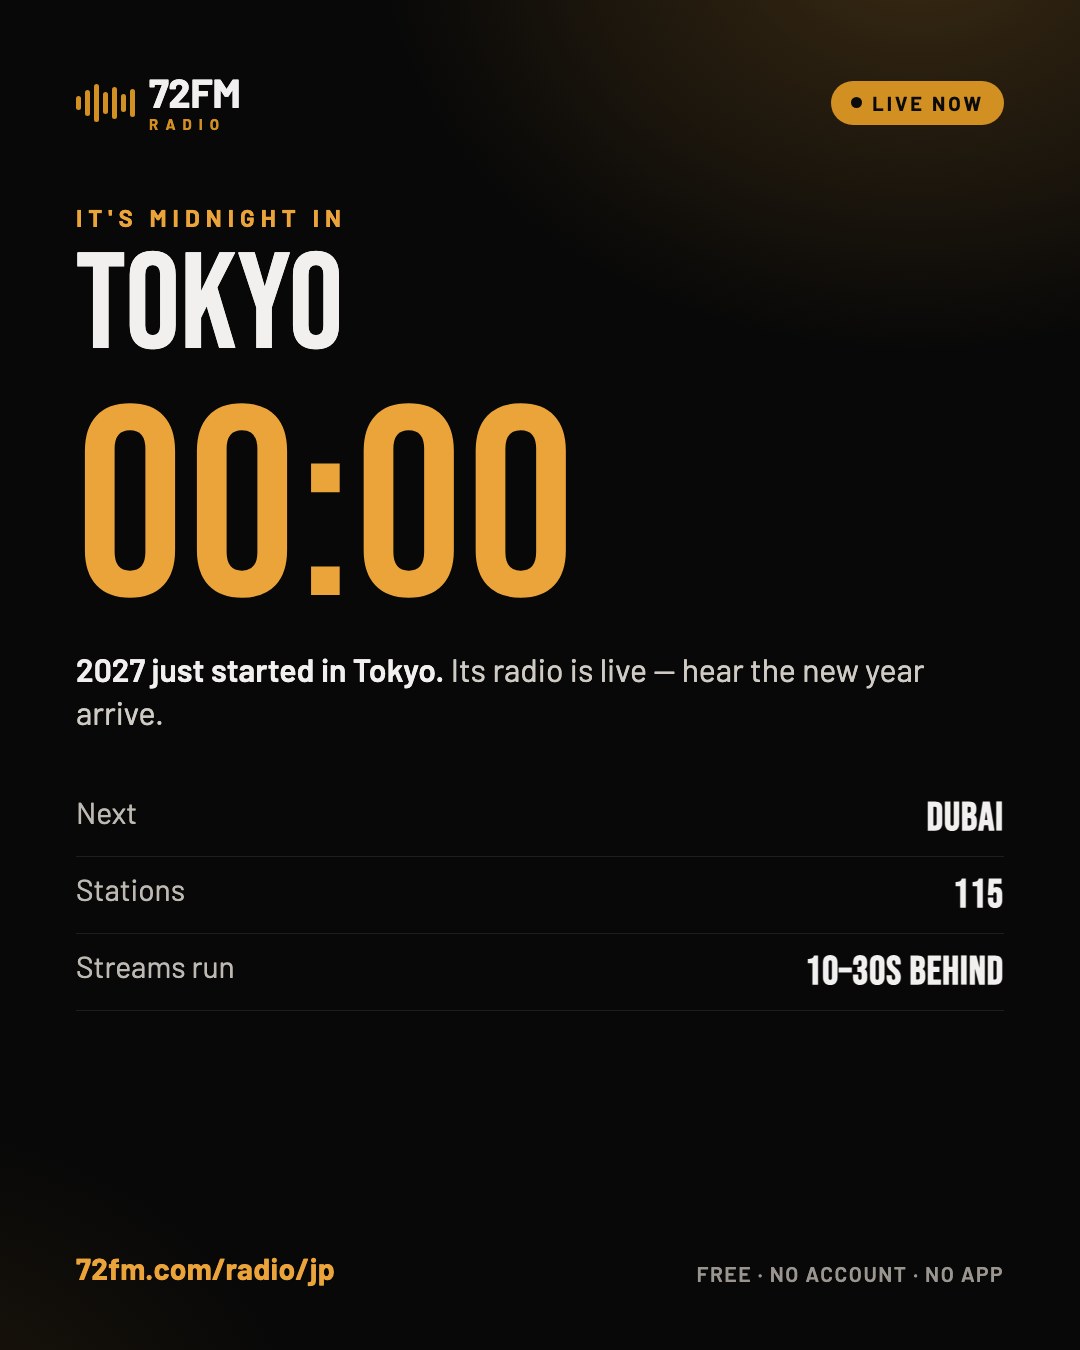 72FM
RADIO
LIVE NOW
IT'S MIDNIGHT IN
TOKYO
00:00
2027 just started in Tokyo. Its radio is live — hear the new year
arrive.
Next DUBAI
Stations 115
Streams run 10–30S BEHIND
72fm.com/radio/jp
FREE · NO ACCOUNT · NO APP